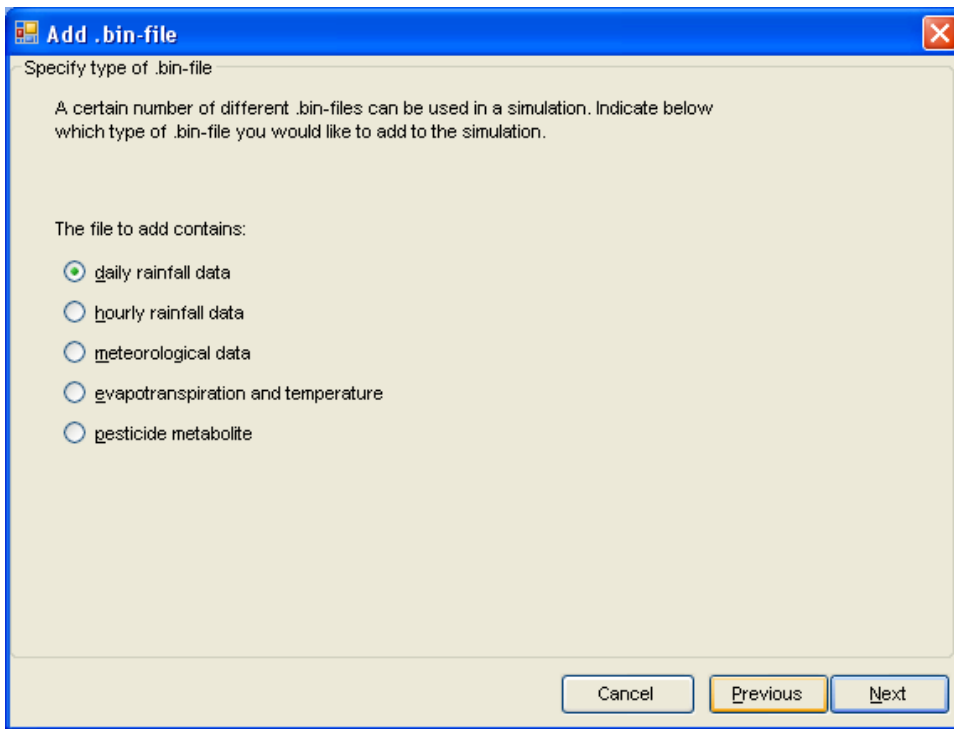 Add .bin-file
Specify type of .bin-file
A certain number of different .bin-files can be used in a simulation. Indicate below
which type of .bin-file you would like to add to the simulation.
The file to add contains:
daily rainfall data
hourly rainfall data
meteorological data
evapotranspiration and temperature
pesticide metabolite
Cancel Previous Next